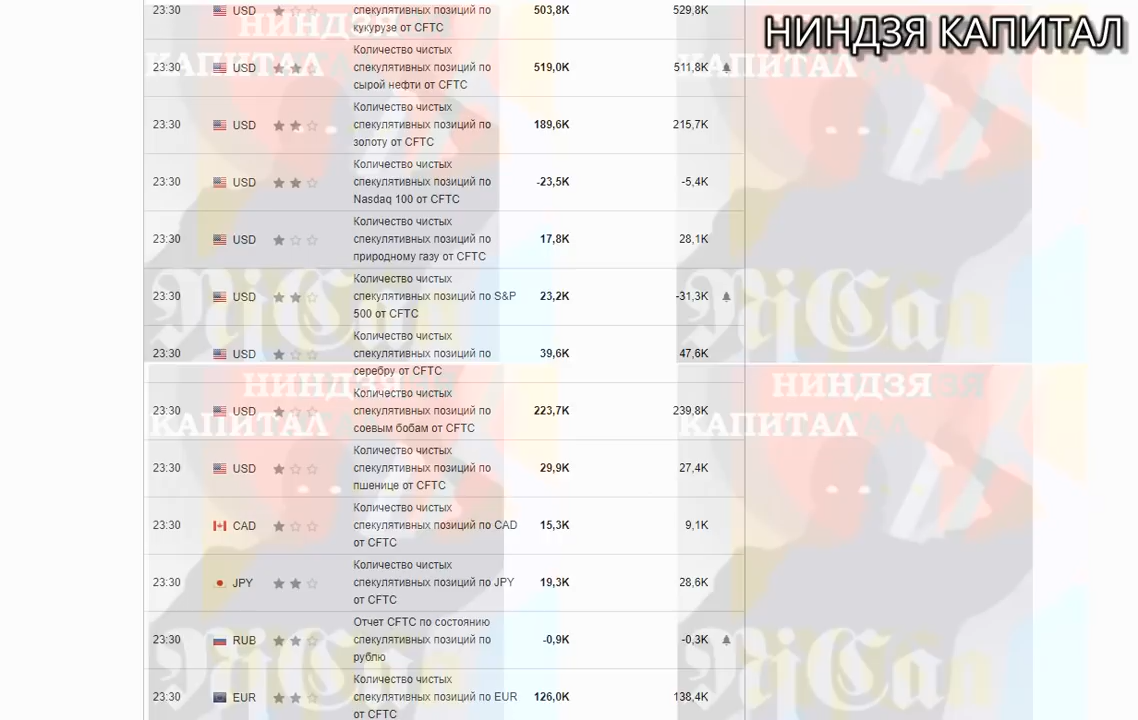 НИНДЗЯ КАПИТАЛ
23:30 USD спекулятивных позиций по 503,8K 529,8K
кукурузе от CFTC
Количество чистых
23:30 USD спекулятивных позиций по 519,0K 511,8K
сырой нефти от CFTC
Количество чистых
23:30 USD спекулятивных позиций по 189,6K 215,7K
золоту от CFTC
Количество чистых
23:30 USD спекулятивных позиций по -23,5K -5,4K
Nasdaq 100 от CFTC
Количество чистых
23:30 USD спекулятивных позиций по 17,8K 28,1K
природному газу от CFTC
Количество чистых
23:30 USD спекулятивных позиций по S&P 23,2K -31,3K
500 от CFTC
Количество чистых
23:30 USD спекулятивных позиций по 39,6K 47,6K
серебру от CFTC
Количество чистых
23:30 USD спекулятивных позиций по 223,7K 239,8K
соевым бобам от CFTC
Количество чистых
23:30 USD спекулятивных позиций по 29,9K 27,4K
пшенице от CFTC
Количество чистых
23:30 CAD спекулятивных позиций по CAD 15,3K 9,1K
от CFTC
Количество чистых
23:30 JPY спекулятивных позиций по JPY 19,3K 28,6K
от CFTC
Отчет CFTC по состоянию
23:30 RUB спекулятивных позиций по -0,9K -0,3K
рублю
Количество чистых
23:30 EUR спекулятивных позиций по EUR 126,0K 138,4K
от CFTC
НИНДЗЯ
КАПИТАЛ
КАПИТАЛ
НИНДЗЯ
КАПИТАЛ
НИНДЗЯ
КАПИТАЛ